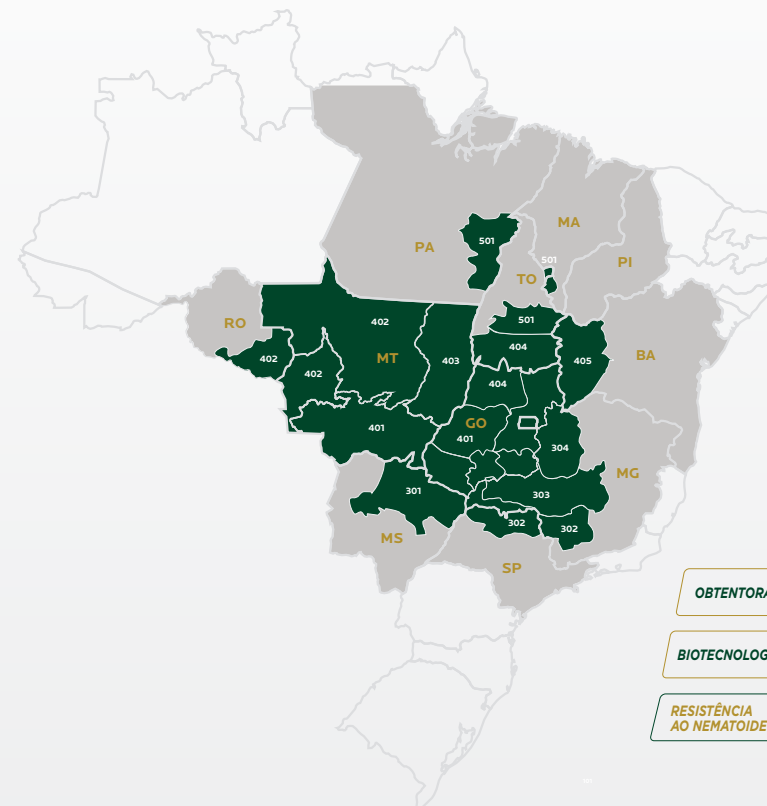 MA
501
PA
501
TO
PI
501
RO
402
404
405
BA
402
MT
403
402
404
GO
401
401
304
MG
301
303
302
302
MS
SP
OBTENTORA
BIOTECNOLOG
RESISTÊNCIA
AO NEMATOIDE